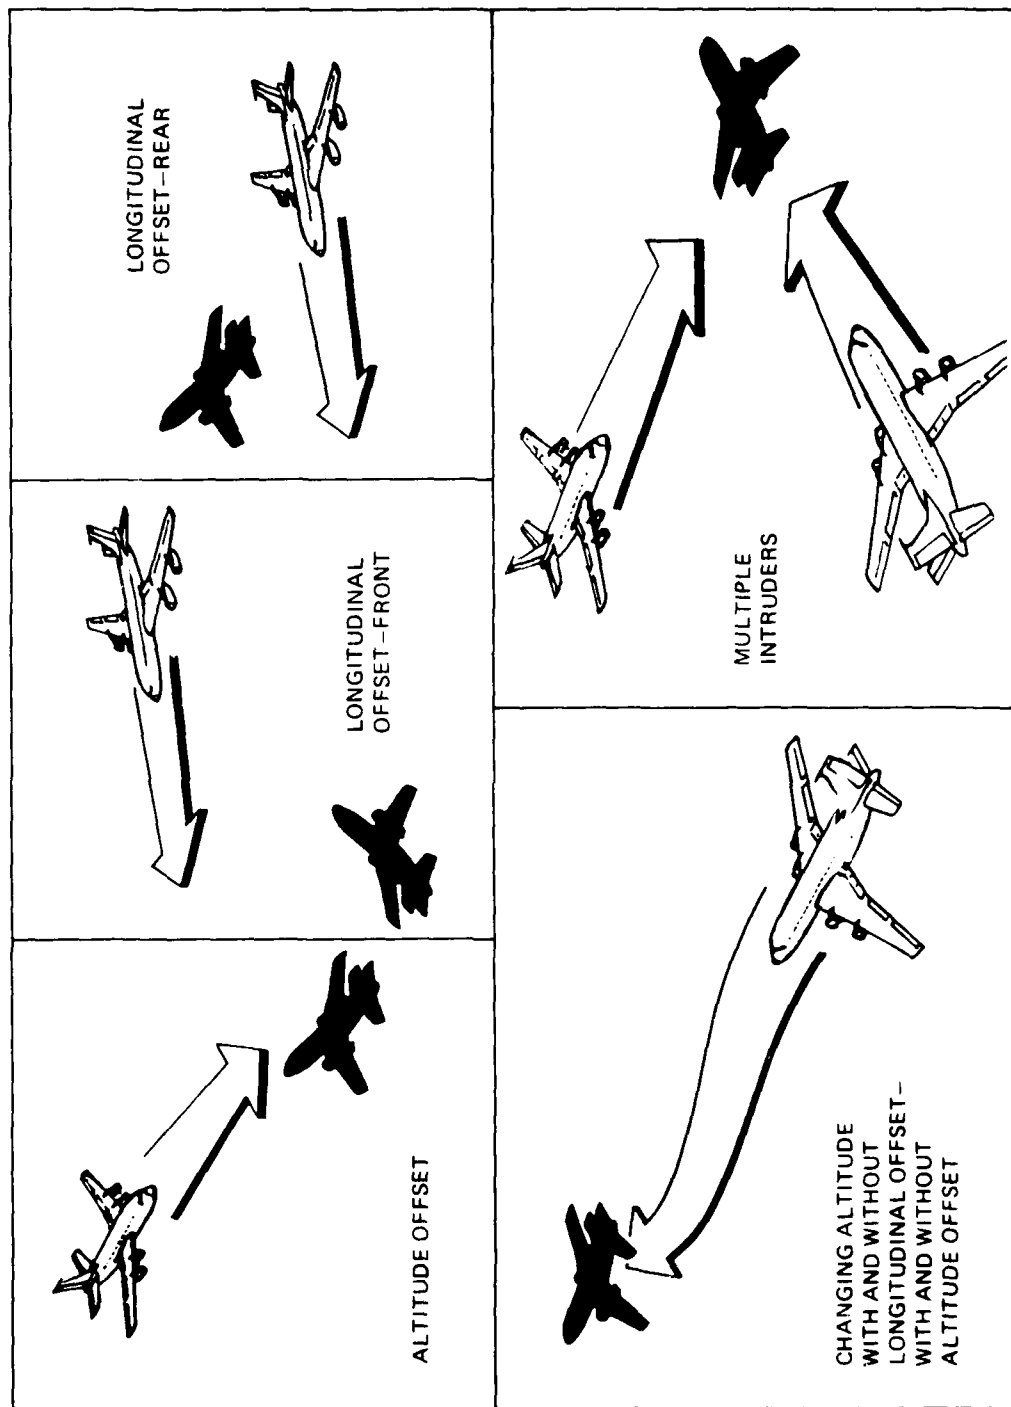 ALTITUDE OFFSET
LONGITUDINAL
OFFSET–FRONT
LONGITUDINAL
OFFSET–REAR
CHANGING ALTITUDE
WITH AND WITHOUT
LONGITUDINAL OFFSET–
WITH AND WITHOUT
ALTITUDE OFFSET
MULTIPLE
INTRUDERS